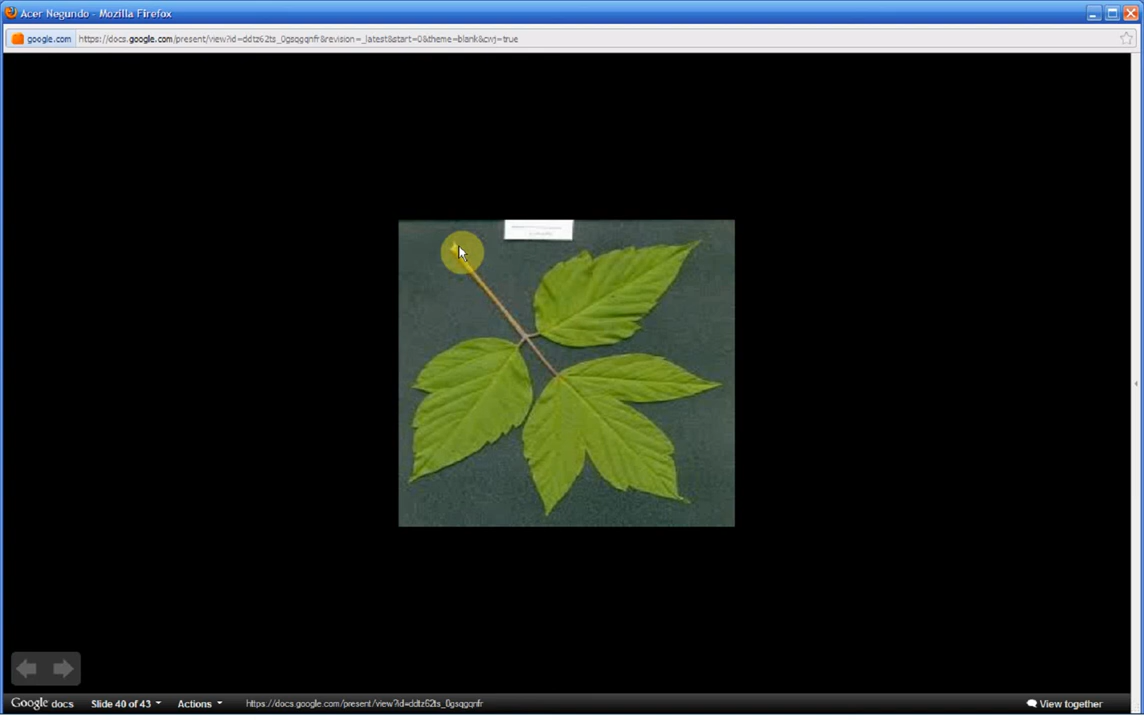 Acer Negundo - Mozilla Firefox
google.com https://docs.google.com/present/view?id=ddtz62ts_0gsqgqnfr&revision=_latest&start=0&theme=blank&cwj=true
Google docs Slide 40 of 43 Actions https://docs.google.com/present/view?id=ddtz62ts_0gsqgqnfr View together